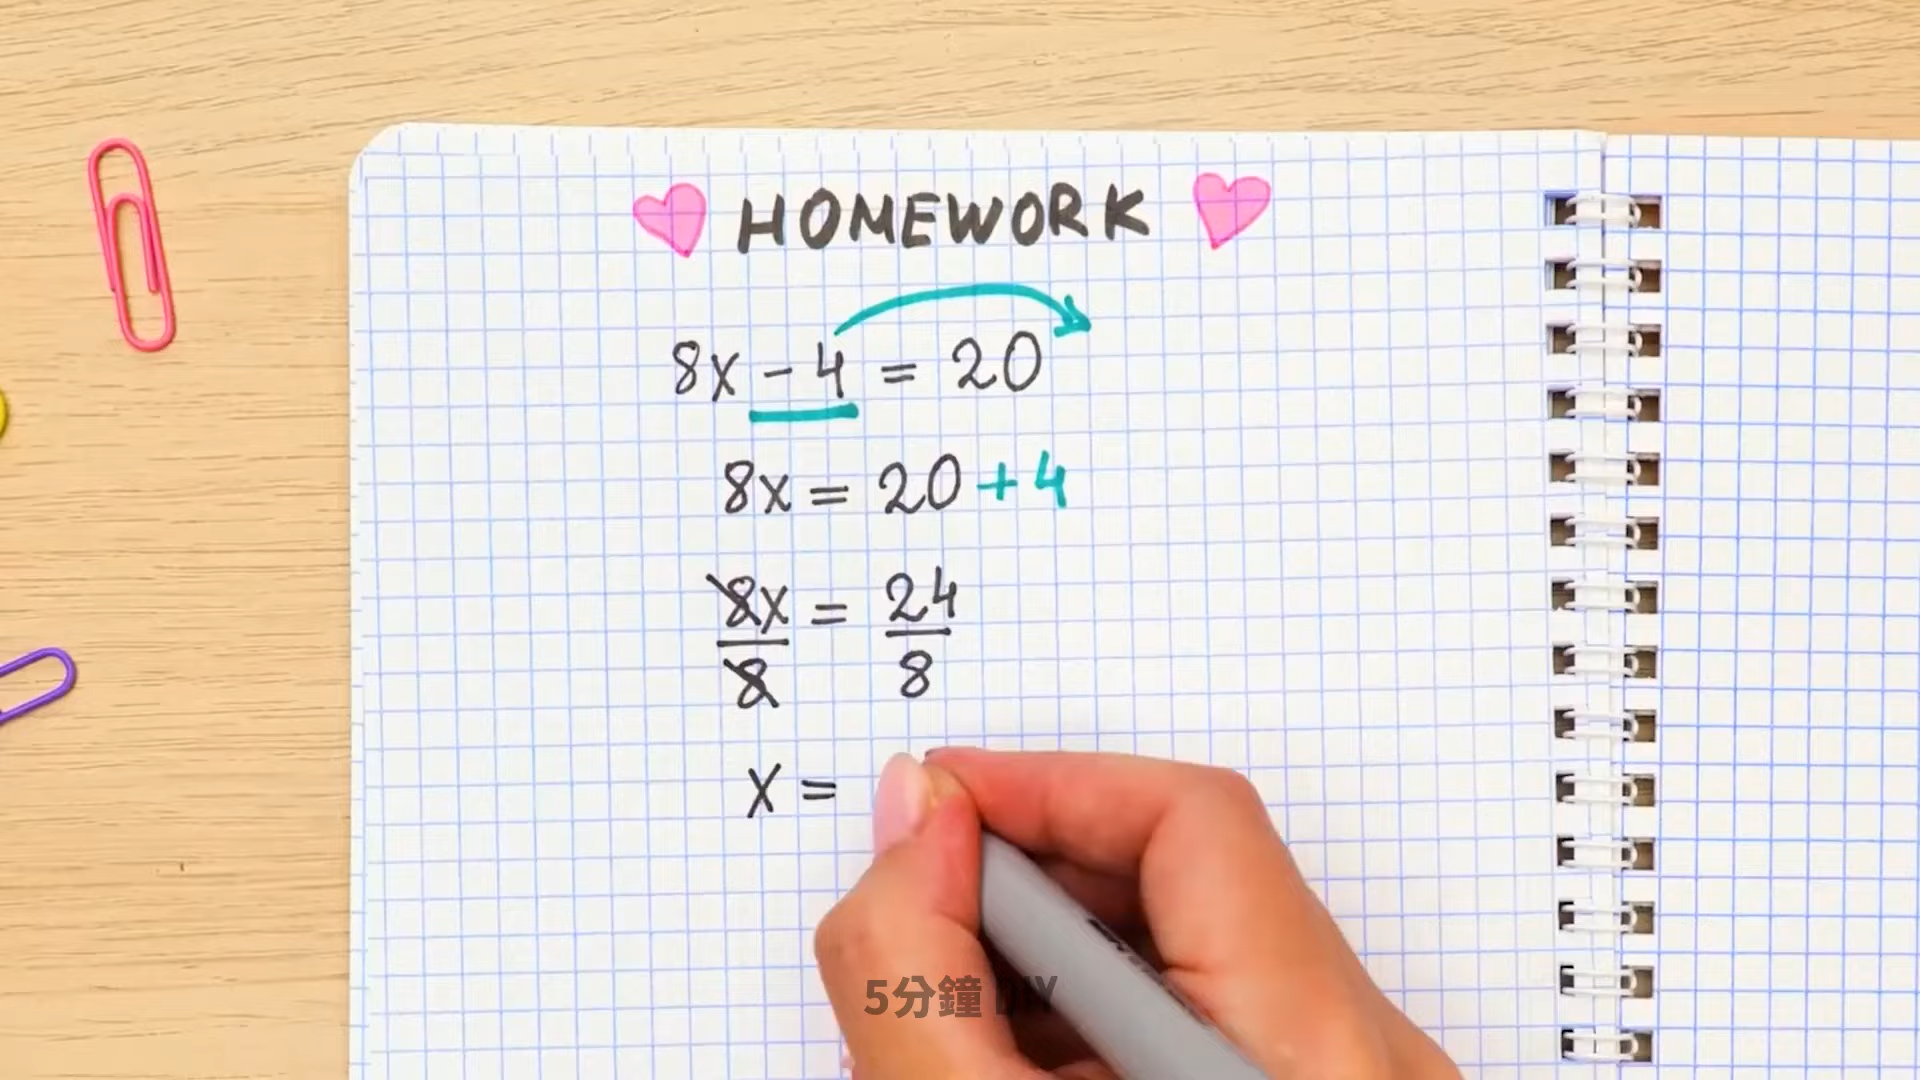 HOMEWORK
8x - 4 = 20
8x = 20 + 4
8x/8 = 24/8
x =
5分鐘 DIY